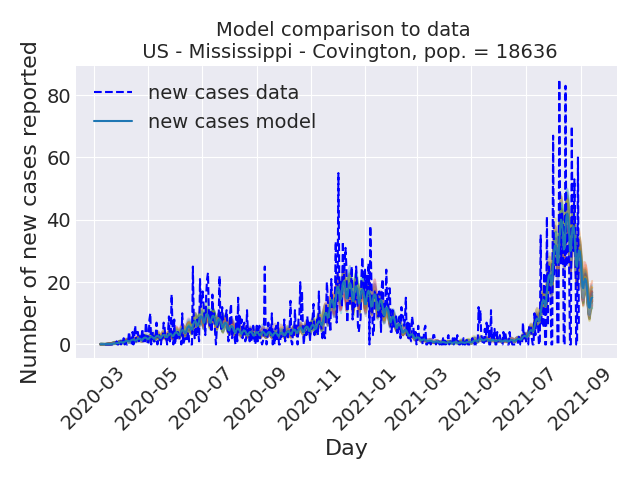 Model comparison to data
US - Mississippi - Covington, pop. = 18636
Number of new cases reported
80
60
40
20
0
new cases data
new cases model
2020-03
2020-05
2020-07
2020-09
2020-11
2021-01
2021-03
2021-05
2021-07
2021-09
Day